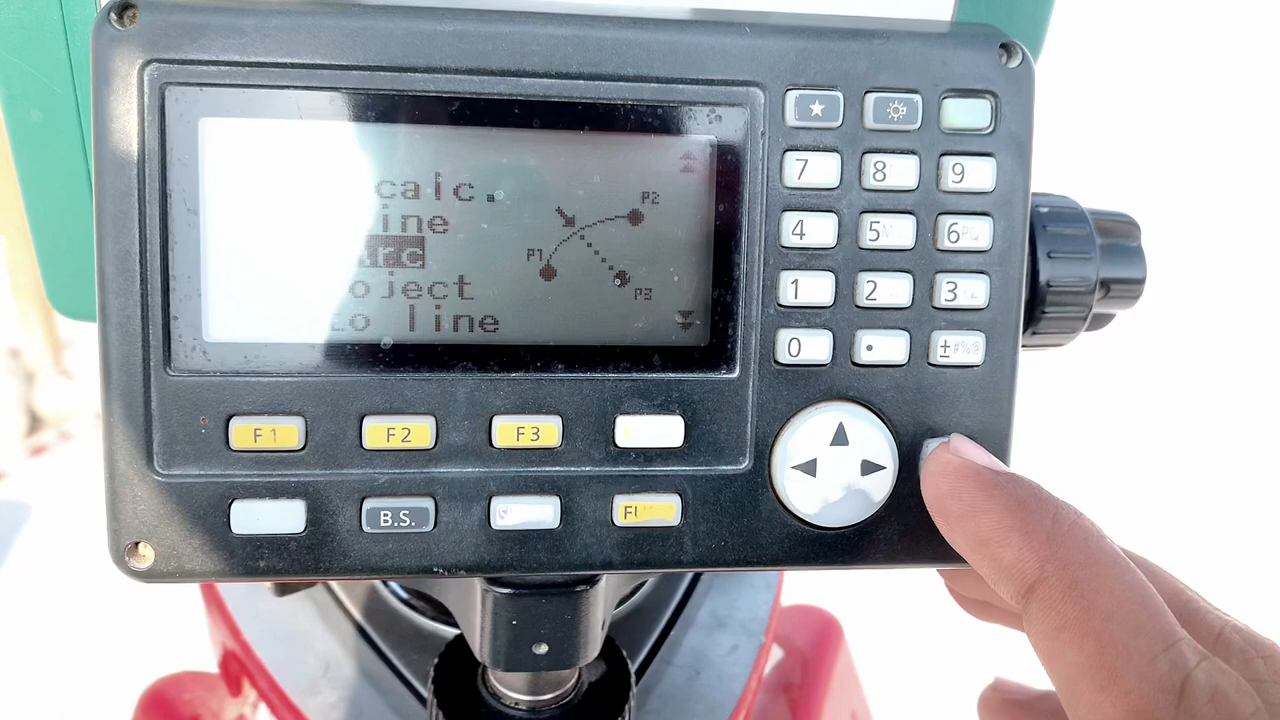 calc.
ine
rc
oject
to line
P1
P2
P3
7 8 9
4 5 6
1 2 3
0 . ± #%@
F1 F2 F3
B.S.